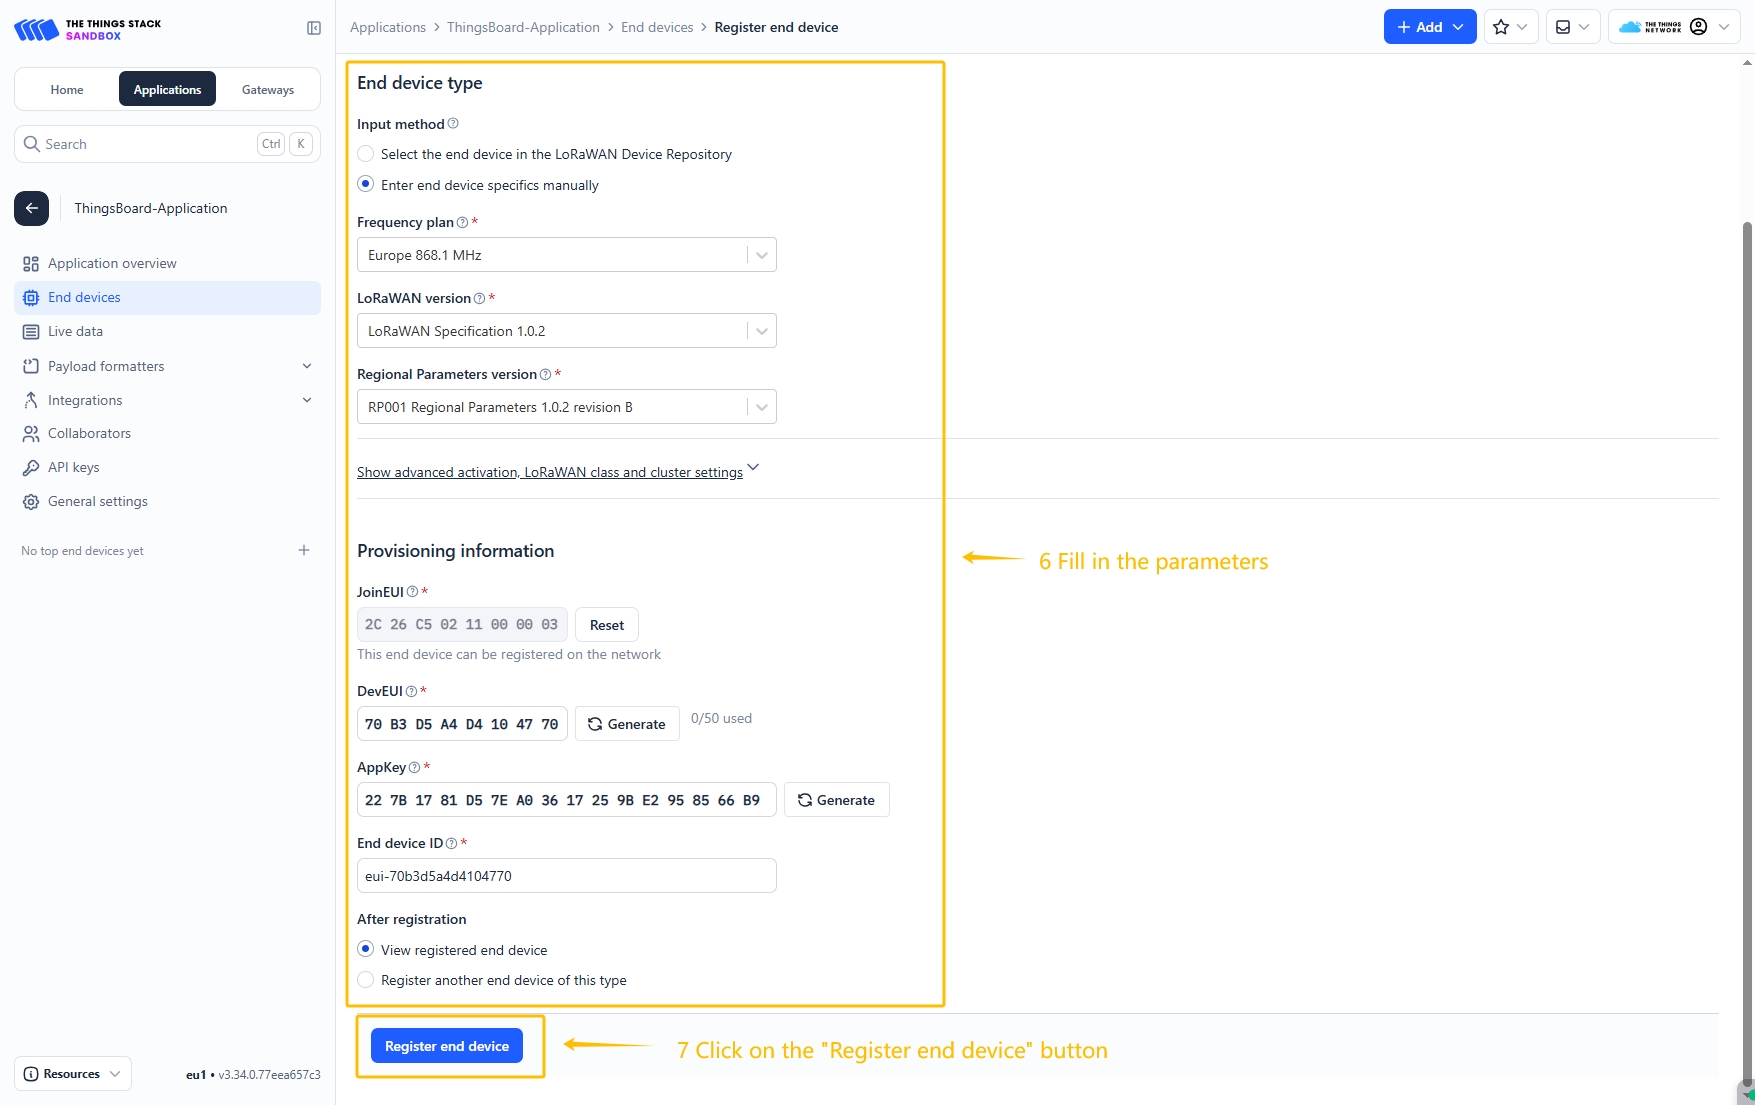 THE THINGS STACK
SANDBOX
Applications > ThingsBoard-Application > End devices > Register end device
+ Add
THE THINGS
NETWORK
Home
Applications
Gateways
Search
Ctrl
K
ThingsBoard-Application
Application overview
End devices
Live data
Payload formatters
Integrations
Collaborators
API keys
General settings
No top end devices yet
Resources
eu1 • v3.34.0.77eea657c3
End device type
Input method
Select the end device in the LoRaWAN Device Repository
Enter end device specifics manually
Frequency plan *
Europe 868.1 MHz
LoRaWAN version *
LoRaWAN Specification 1.0.2
Regional Parameters version *
RP001 Regional Parameters 1.0.2 revision B
Show advanced activation, LoRaWAN class and cluster settings
Provisioning information
6 Fill in the parameters
JoinEUI *
2C 26 C5 02 11 00 00 03
Reset
This end device can be registered on the network
DevEUI *
70 B3 D5 A4 D4 10 47 70
Generate
0/50 used
AppKey *
22 7B 17 81 D5 7E A0 36 17 25 9B E2 95 85 66 B9
Generate
End device ID *
eui-70b3d5a4d4104770
After registration
View registered end device
Register another end device of this type
Register end device
7 Click on the "Register end device" button